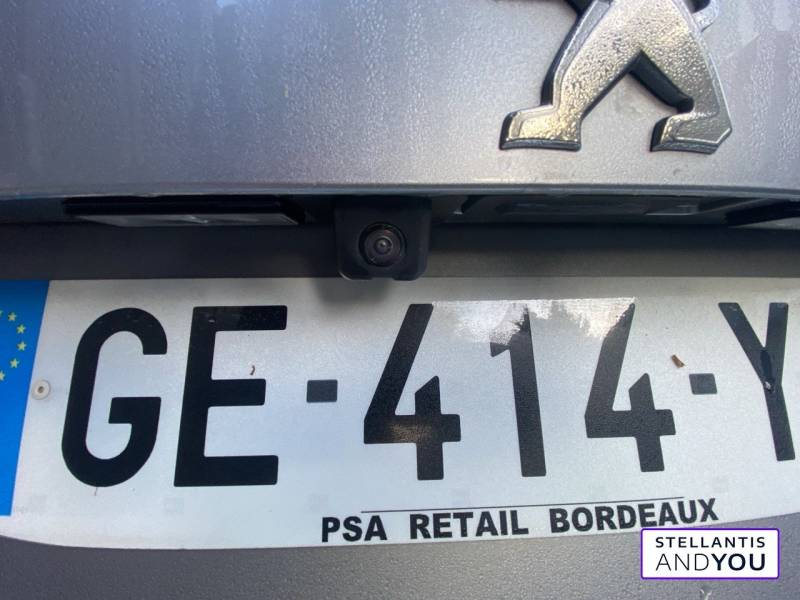 GE-414-Y
PSA RETAIL BORDEAUX
STELLANTIS
ANDYOU